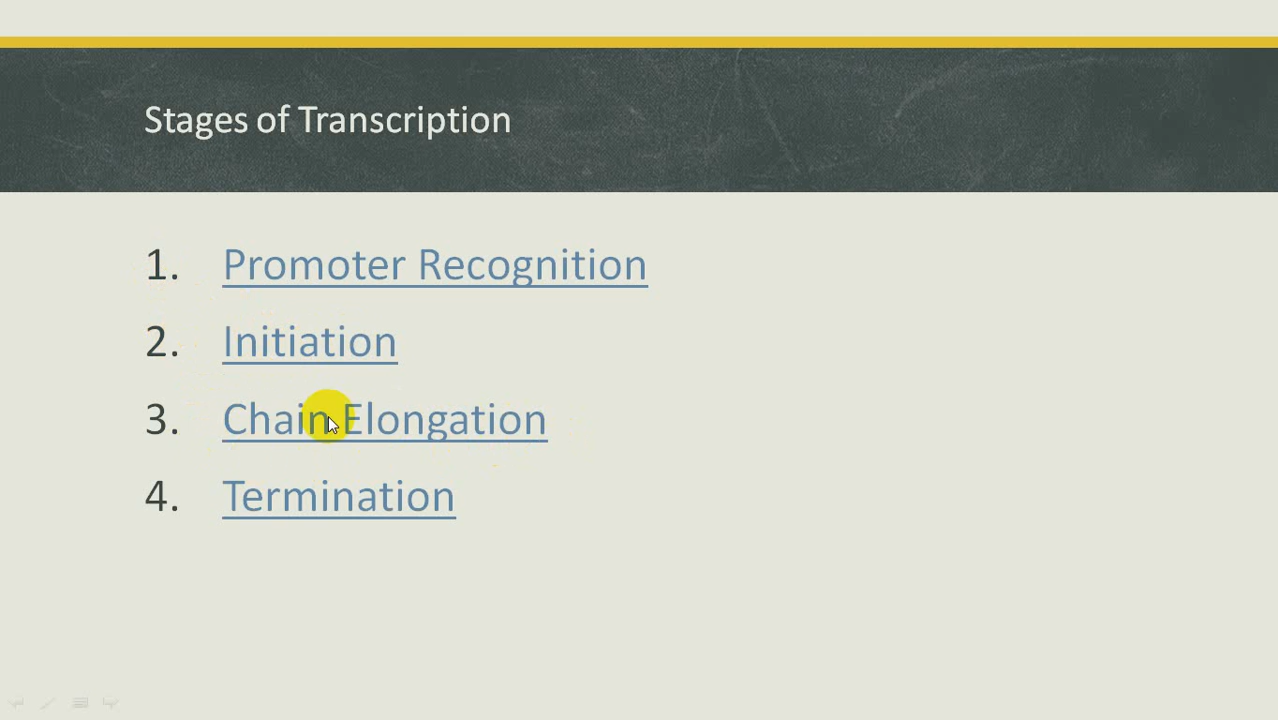 Stages of Transcription
1. Promoter Recognition
2. Initiation
3. Chain Elongation
4. Termination